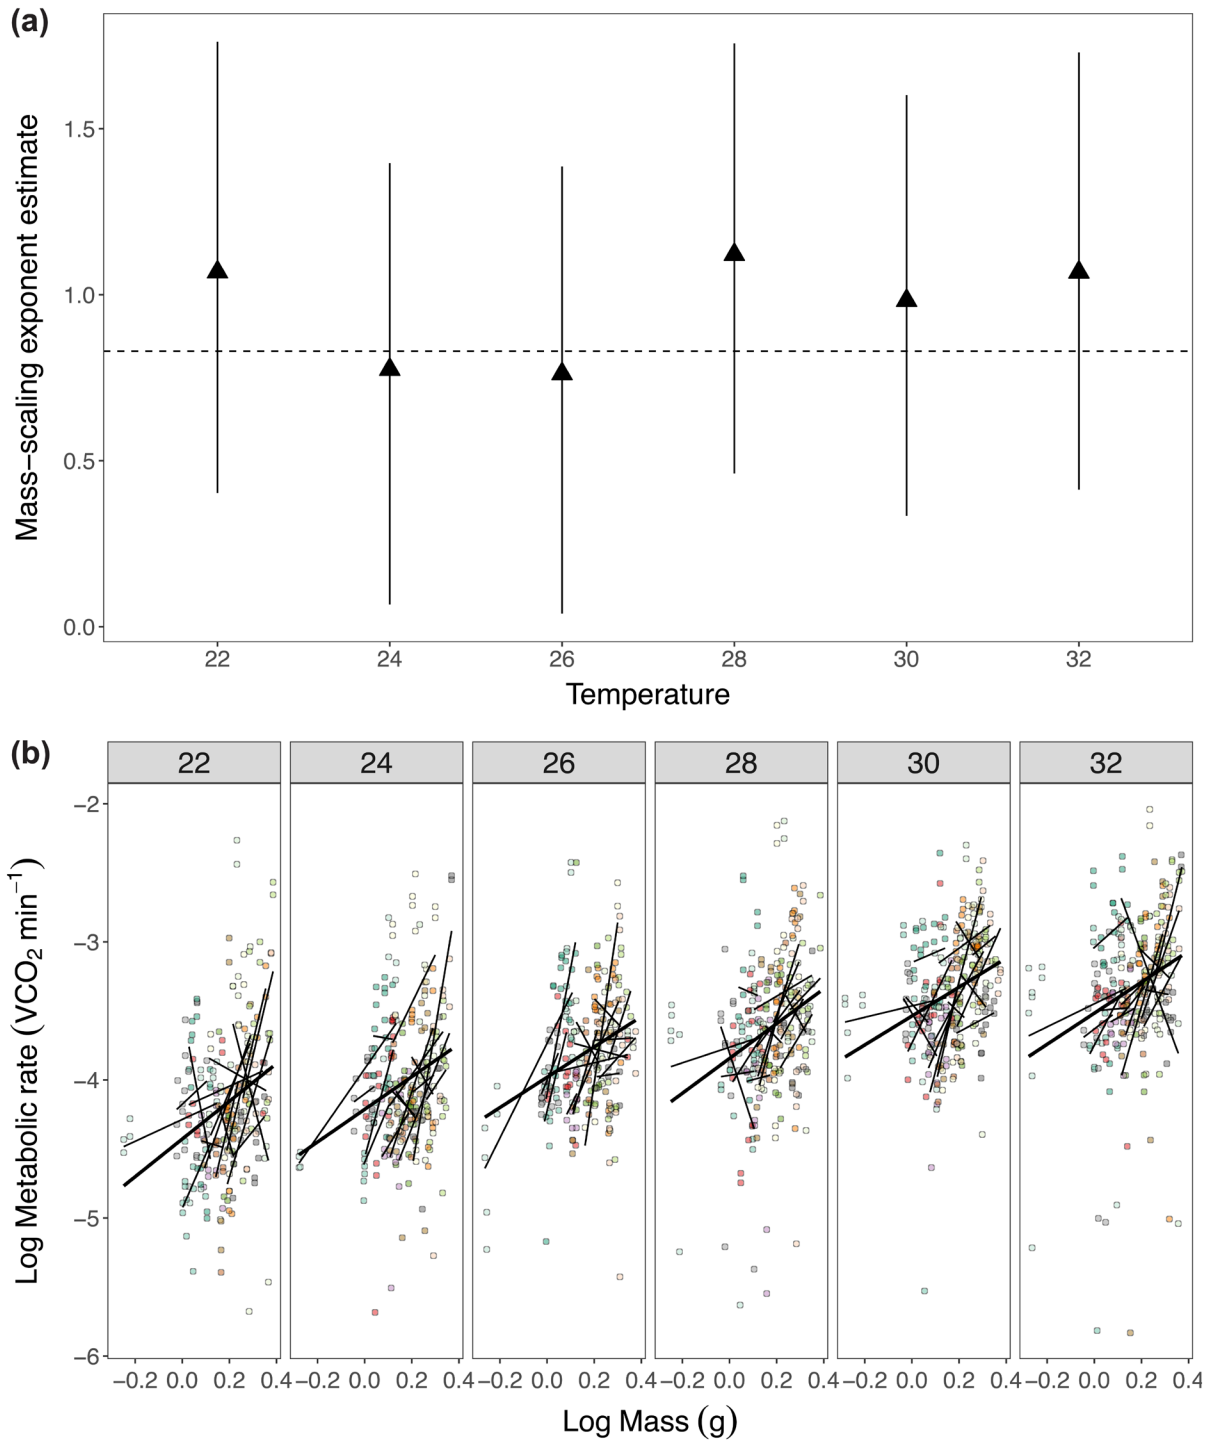 (a)
Mass−scaling exponent estimate
1.5
1.0
0.5
0.0
22 24 26 28 30 32
Temperature
(b)
22 24 26 28 30 32
Log Metabolic rate (VCO2 min−1)
−2
−3
−4
−5
−6
−0.2 0.0 0.2 0.4 −0.2 0.0 0.2 0.4 −0.2 0.0 0.2 0.4 −0.2 0.0 0.2 0.4 −0.2 0.0 0.2 0.4 −0.2 0.0 0.2 0.4
Log Mass (g)